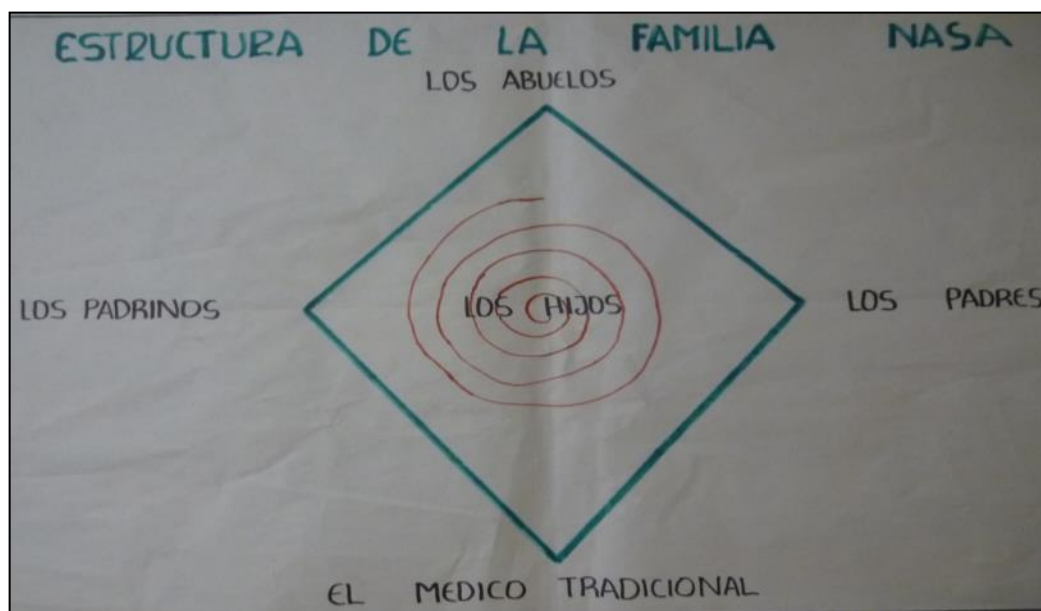 ESTRUCTURA DE LA FAMILIA NASA
LOS ABUELOS
LOS PADRINOS
LOS HIJOS
LOS PADRES
EL MEDICO TRADICIONAL